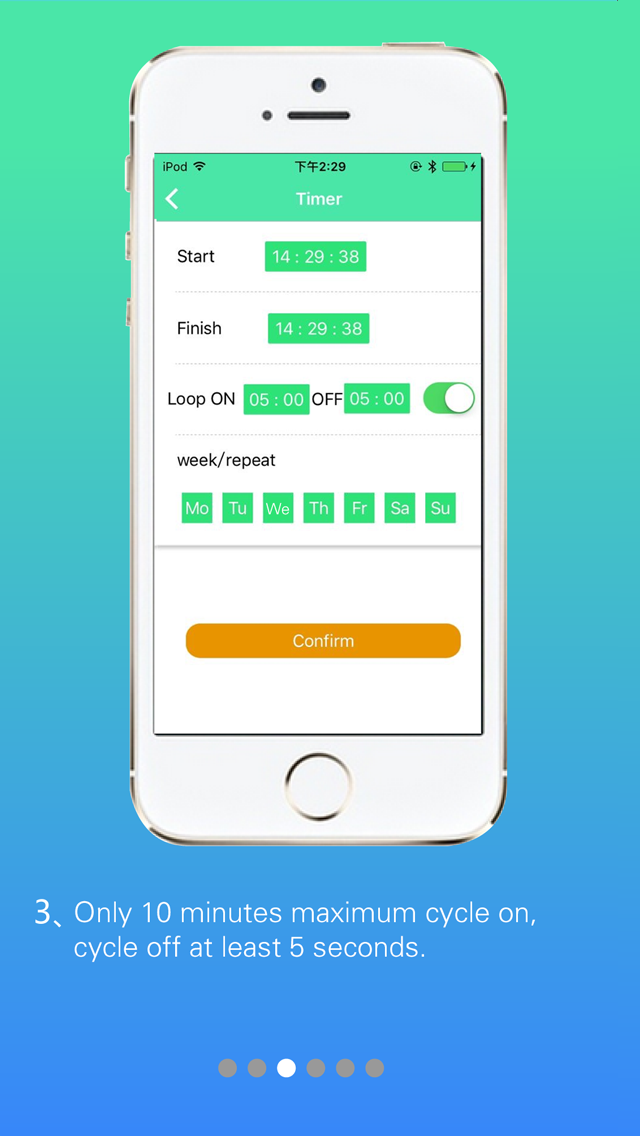 iPod 下午2:29
Timer
Start 14 : 29 : 38
Finish 14 : 29 : 38
Loop ON 05 : 00 OFF 05 : 00
week/repeat
Mo Tu We Th Fr Sa Su
Confirm
3、Only 10 minutes maximum cycle on,
cycle off at least 5 seconds.